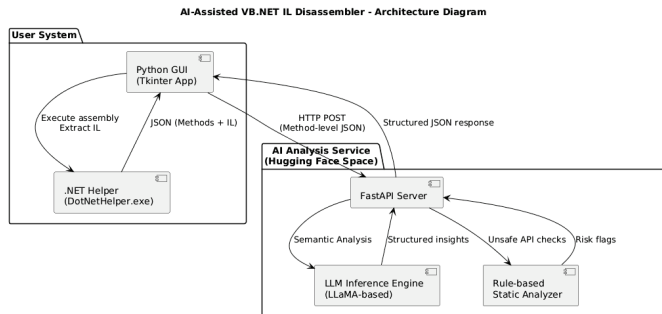 AI-Assisted VB.NET IL Disassembler - Architecture Diagram
User System
Python GUI
(Tkinter App)
Execute assembly
Extract IL
JSON (Methods + IL)
HTTP POST
(Method-level JSON)
Structured JSON response
.NET Helper
(DotNetHelper.exe)
AI Analysis Service
(Hugging Face Space)
FastAPI Server
Semantic Analysis
Structured insights
Unsafe API checks
Risk flags
LLM Inference Engine
(LLaMA-based)
Rule-based
Static Analyzer